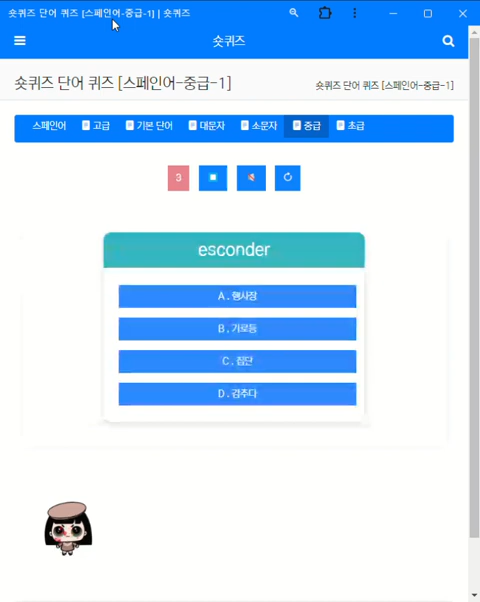 숏퀴즈 단어 퀴즈 [스페인어-중급-1] | 숏퀴즈
숏퀴즈
숏퀴즈 단어 퀴즈 [스페인어-중급-1]
숏퀴즈 단어 퀴즈 [스페인어-중급-1]
스페인어 고급 기본 단어 대문자 소문자 중급 초급
3
esconder
A.행사장
B.가로등
C.집단
D.감추다